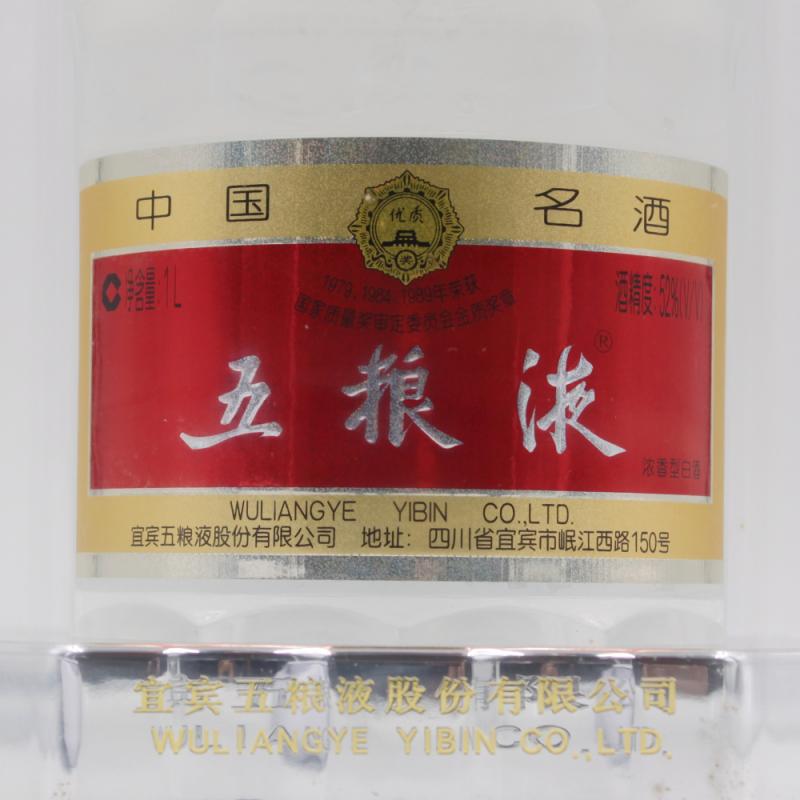 中国 名酒
优质
奖
C 净含量:1L
1979、1984、1989年荣获
国家质量奖审定委员会金质奖章
酒精度:52%(V/V)
五粮液®
浓香型白酒
WULIANGYE YIBIN CO.,LTD.
宜宾五粮液股份有限公司 地址: 四川省宜宾市岷江西路150号
宜宾五粮液股份有限公司
WULIANGYE YIBIN CO.,LTD.